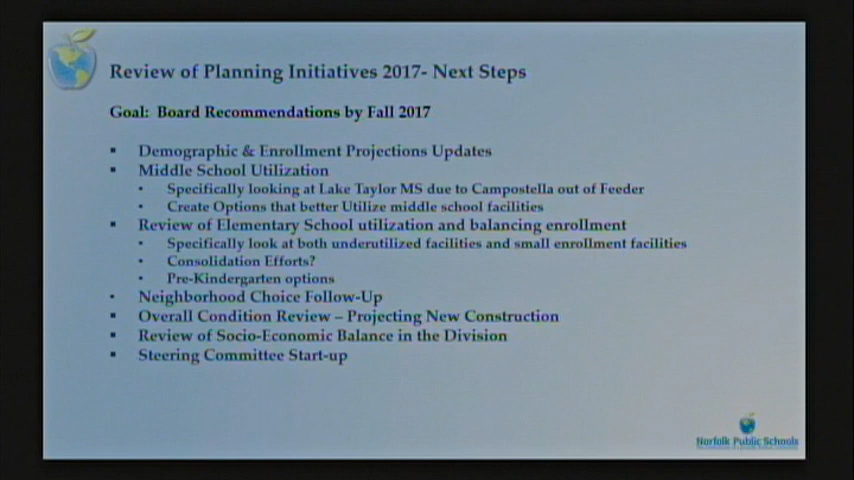 Review of Planning Initiatives 2017- Next Steps
Goal: Board Recommendations by Fall 2017
▪ Demographic & Enrollment Projections Updates
▪ Middle School Utilization
• Specifically looking at Lake Taylor MS due to Campostella out of Feeder
• Create Options that better Utilize middle school facilities
▪ Review of Elementary School utilization and balancing enrollment
• Specifically look at both underutilized facilities and small enrollment facilities
• Consolidation Efforts?
• Pre-Kindergarten options
• Neighborhood Choice Follow-Up
▪ Overall Condition Review – Projecting New Construction
▪ Review of Socio-Economic Balance in the Division
▪ Steering Committee Start-up
Norfolk Public Schools